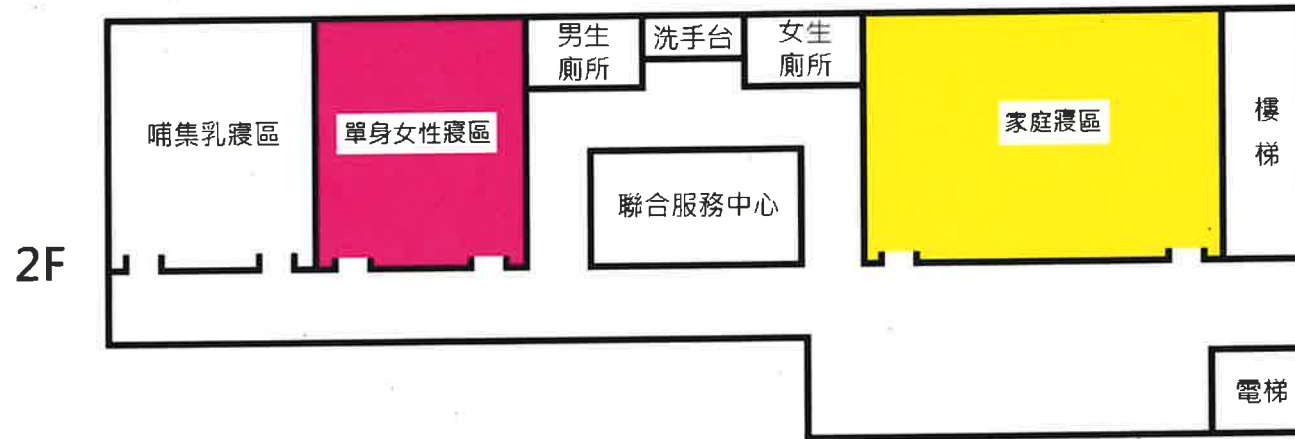 男生
廁所
洗手台
女生
廁所
哺集乳寢區
單身女性寢區
家庭寢區
樓
梯
聯合服務中心
2F
電梯